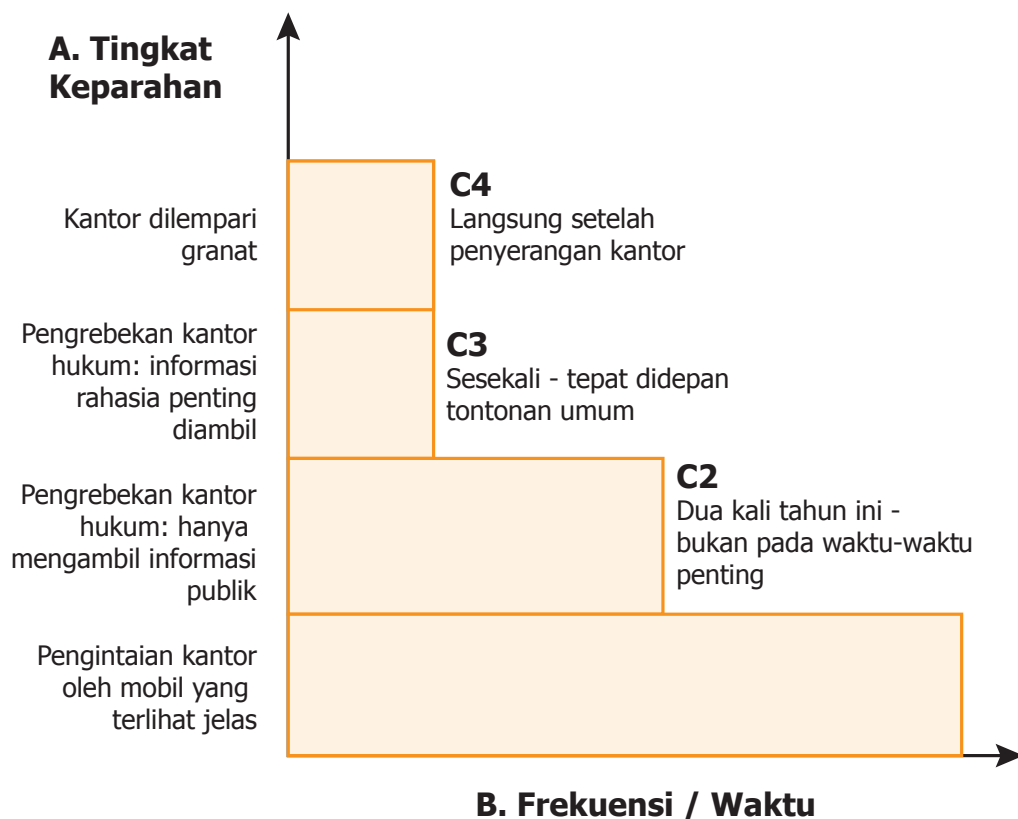 A. Tingkat
Keparahan
Kantor dilempari
granat
C4
Langsung setelah
penyerangan kantor
Pengrebekan kantor
hukum: informasi
rahasia penting
diambil
C3
Sesekali - tepat didepan
tontonan umum
Pengrebekan kantor
hukum: hanya
mengambil informasi
publik
C2
Dua kali tahun ini -
bukan pada waktu-waktu
penting
Pengintaian kantor
oleh mobil yang
terlihat jelas
B. Frekuensi / Waktu